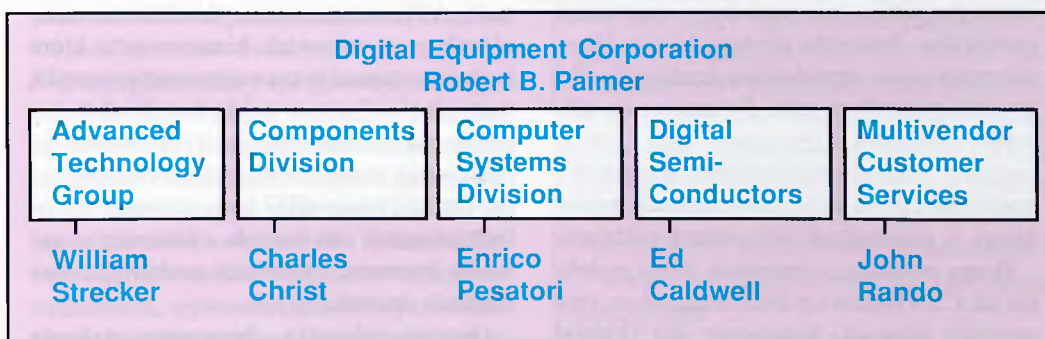 Digital Equipment Corporation
Robert B. Paimer
Advanced
Technology
Group
Components
Division
Computer
Systems
Division
Digital
Semi-
Conductors
Multivendor
Customer
Services
William
Strecker
Charles
Christ
Enrico
Pesatori
Ed
Caldwell
John
Rando